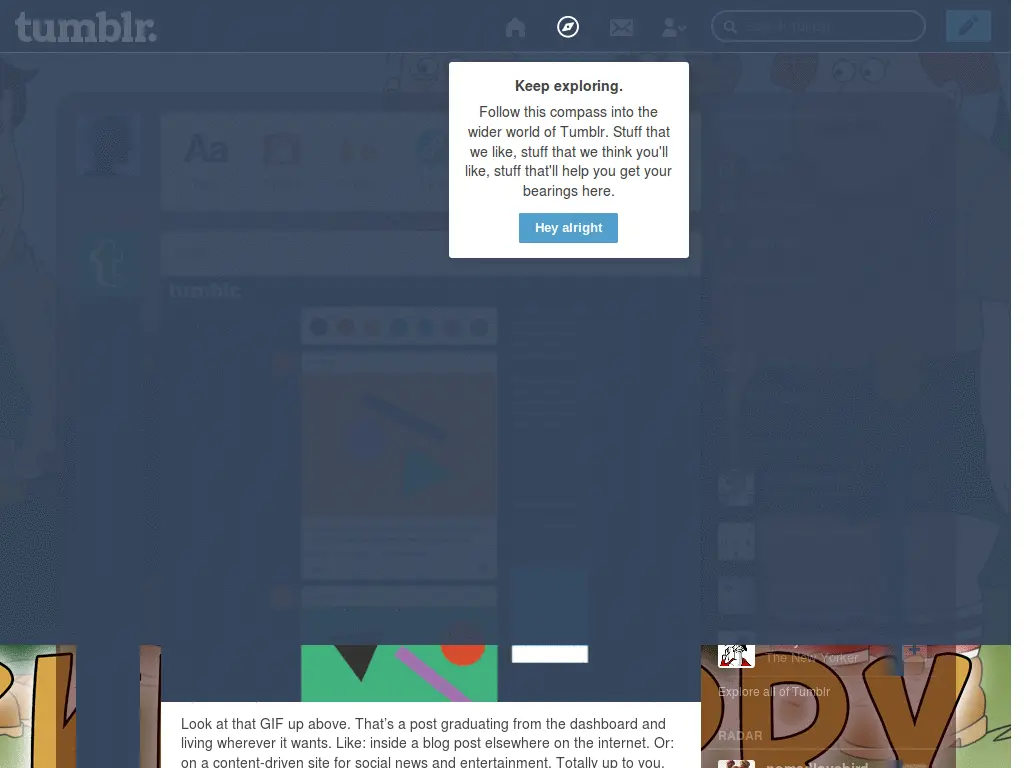 tumblr.
Keep exploring.
Follow this compass into the
wider world of Tumblr. Stuff that
we like, stuff that we think you'll
like, stuff that'll help you get your
bearings here.
Hey alright
Aa
tumblr.
The New Yorker
Explore all of Tumblr
RADAR
Look at that GIF up above. That's a post graduating from the dashboard and
living wherever it wants. Like: inside a blog post elsewhere on the internet. Or:
on a content-driven site for social news and entertainment. Totally up to you.